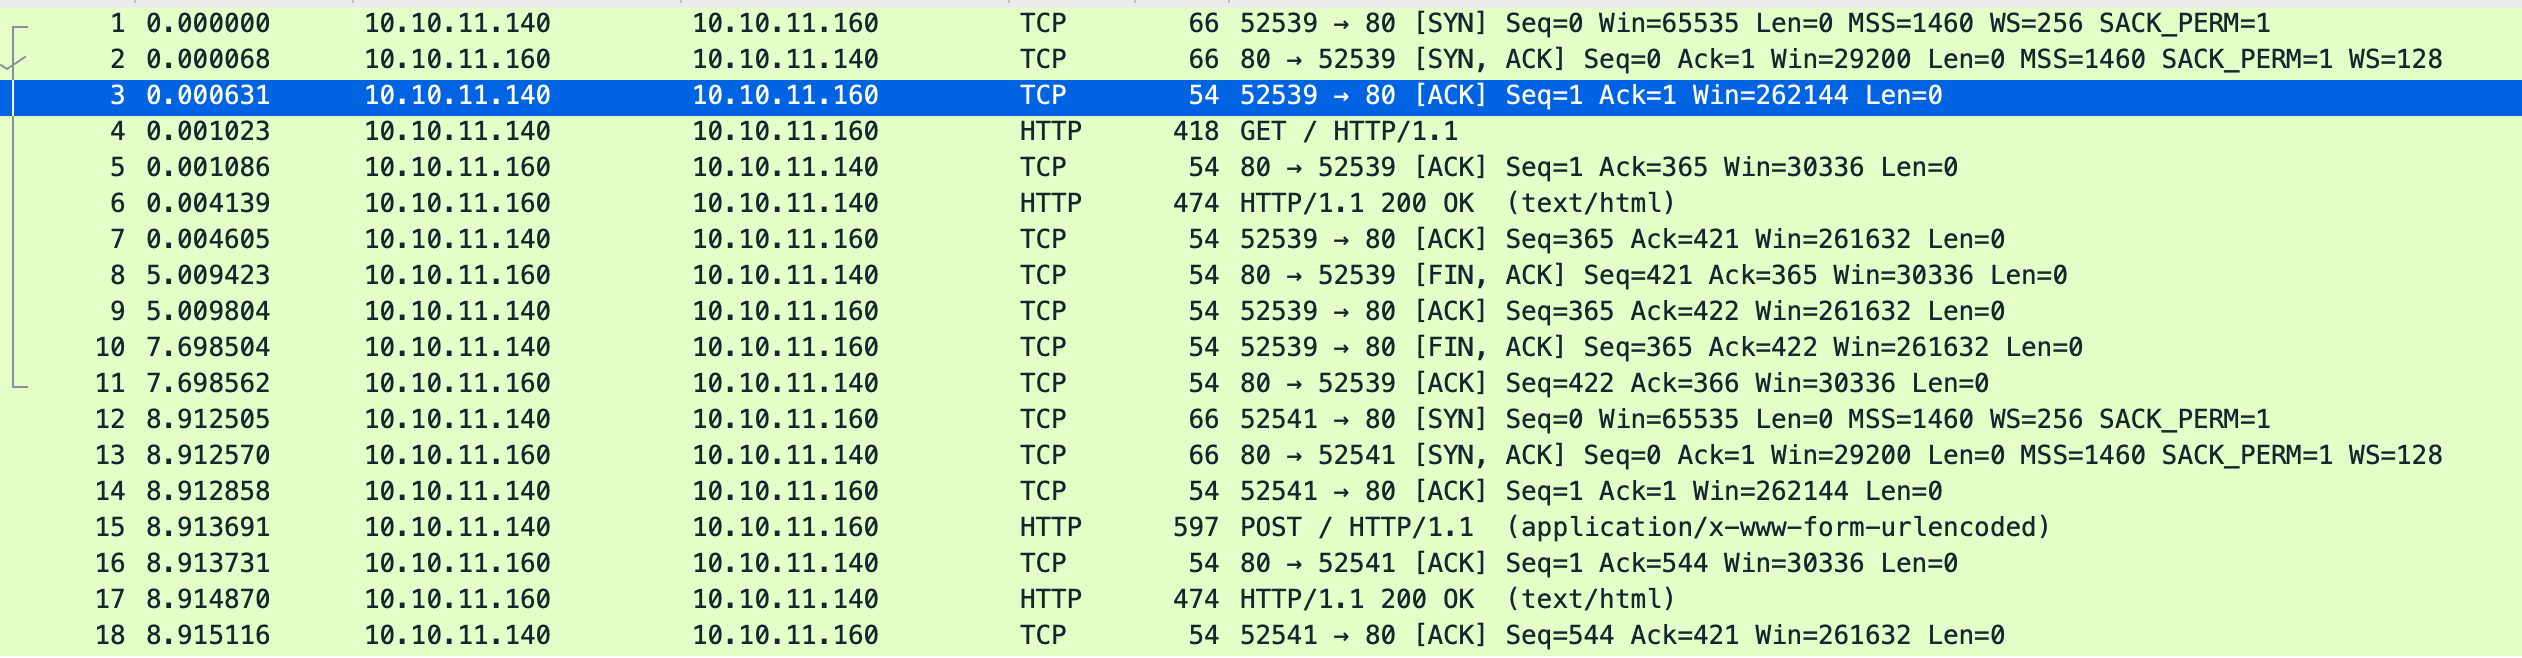 1 0.000000 10.10.11.140 10.10.11.160 TCP 66 52539 → 80 [SYN] Seq=0 Win=65535 Len=0 MSS=1460 WS=256 SACK_PERM=1
2 0.000068 10.10.11.160 10.10.11.140 TCP 66 80 → 52539 [SYN, ACK] Seq=0 Ack=1 Win=29200 Len=0 MSS=1460 SACK_PERM=1 WS=128
3 0.000631 10.10.11.140 10.10.11.160 TCP 54 52539 → 80 [ACK] Seq=1 Ack=1 Win=262144 Len=0
4 0.001023 10.10.11.140 10.10.11.160 HTTP 418 GET / HTTP/1.1
5 0.001086 10.10.11.160 10.10.11.140 TCP 54 80 → 52539 [ACK] Seq=1 Ack=365 Win=30336 Len=0
6 0.004139 10.10.11.160 10.10.11.140 HTTP 474 HTTP/1.1 200 OK (text/html)
7 0.004605 10.10.11.140 10.10.11.160 TCP 54 52539 → 80 [ACK] Seq=365 Ack=421 Win=261632 Len=0
8 5.009423 10.10.11.160 10.10.11.140 TCP 54 80 → 52539 [FIN, ACK] Seq=421 Ack=365 Win=30336 Len=0
9 5.009804 10.10.11.140 10.10.11.160 TCP 54 52539 → 80 [ACK] Seq=365 Ack=422 Win=261632 Len=0
10 7.698504 10.10.11.140 10.10.11.160 TCP 54 52539 → 80 [FIN, ACK] Seq=365 Ack=422 Win=261632 Len=0
11 7.698562 10.10.11.160 10.10.11.140 TCP 54 80 → 52539 [ACK] Seq=422 Ack=366 Win=30336 Len=0
12 8.912505 10.10.11.140 10.10.11.160 TCP 66 52541 → 80 [SYN] Seq=0 Win=65535 Len=0 MSS=1460 WS=256 SACK_PERM=1
13 8.912570 10.10.11.160 10.10.11.140 TCP 66 80 → 52541 [SYN, ACK] Seq=0 Ack=1 Win=29200 Len=0 MSS=1460 SACK_PERM=1 WS=128
14 8.912858 10.10.11.140 10.10.11.160 TCP 54 52541 → 80 [ACK] Seq=1 Ack=1 Win=262144 Len=0
15 8.913691 10.10.11.140 10.10.11.160 HTTP 597 POST / HTTP/1.1 (application/x-www-form-urlencoded)
16 8.913731 10.10.11.160 10.10.11.140 TCP 54 80 → 52541 [ACK] Seq=1 Ack=544 Win=30336 Len=0
17 8.914870 10.10.11.160 10.10.11.140 HTTP 474 HTTP/1.1 200 OK (text/html)
18 8.915116 10.10.11.140 10.10.11.160 TCP 54 52541 → 80 [ACK] Seq=544 Ack=421 Win=261632 Len=0